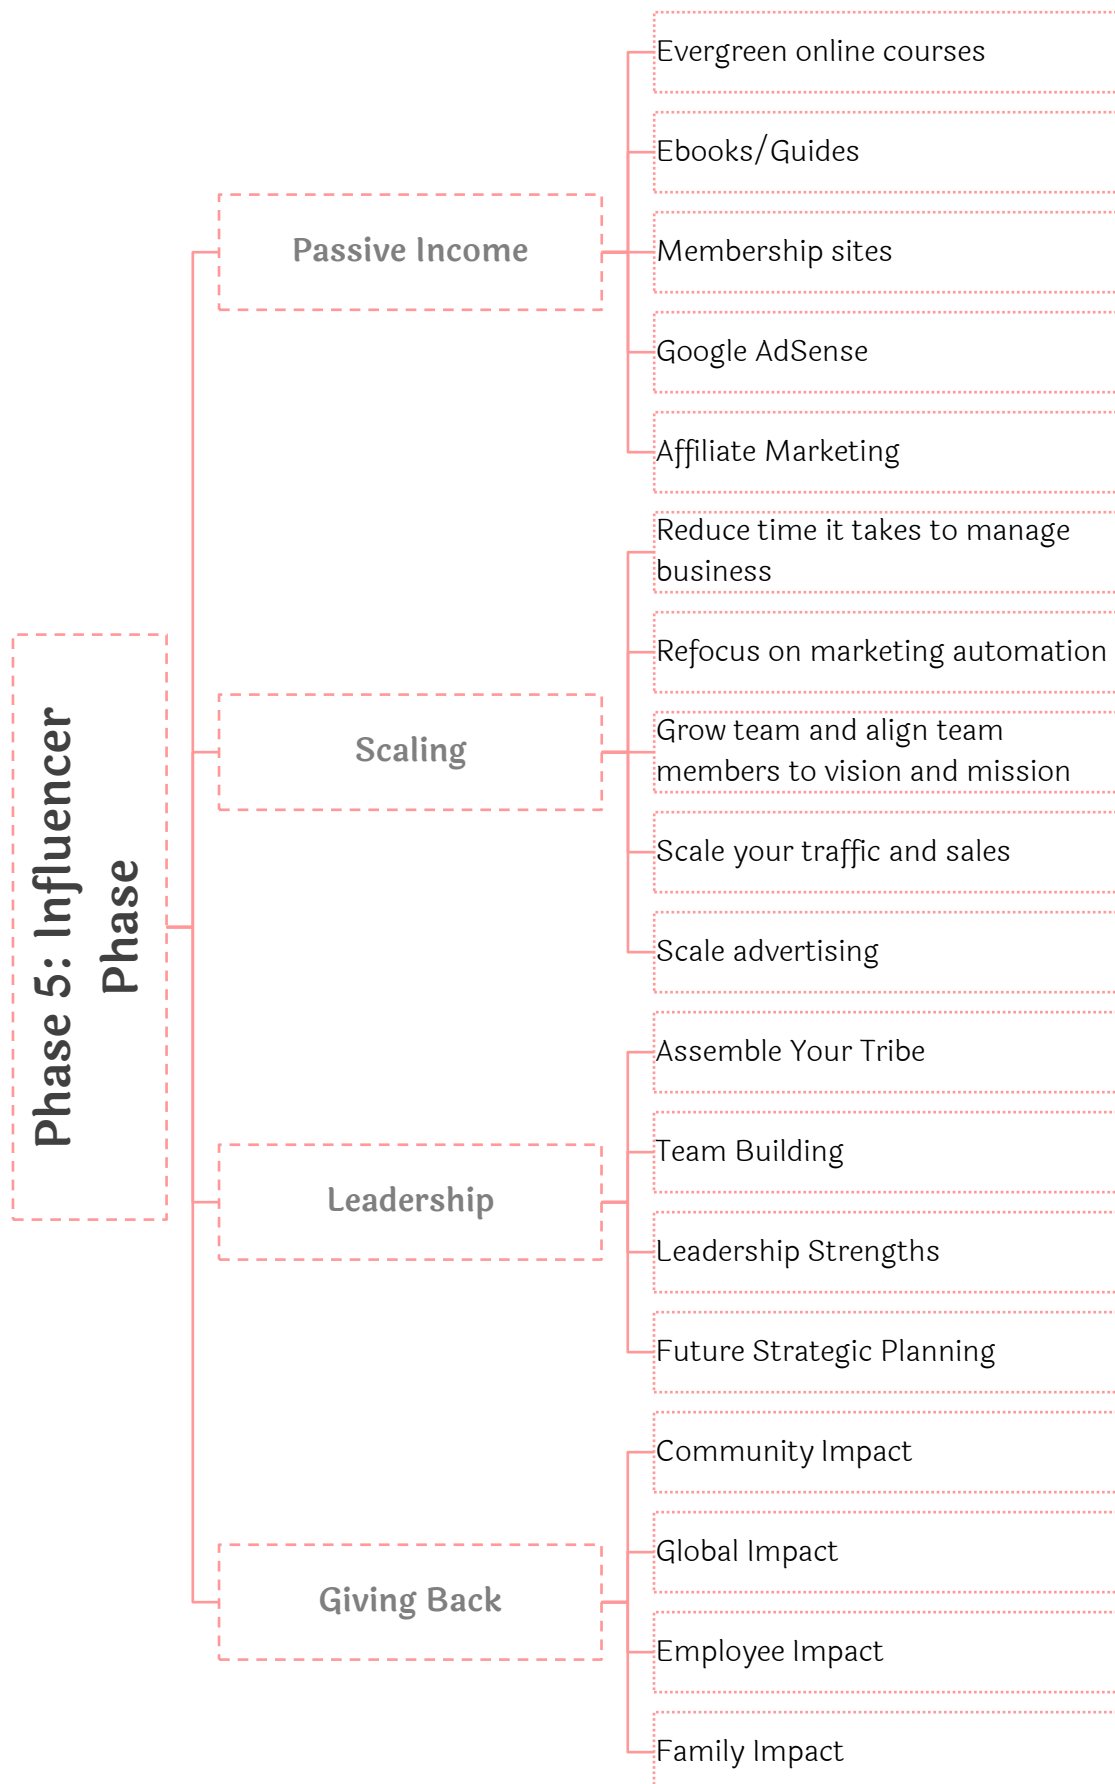 Phase 5: Influencer
Phase
Passive Income
Evergreen online courses
Ebooks/Guides
Membership sites
Google AdSense
Affiliate Marketing
Scaling
Reduce time it takes to manage
business
Refocus on marketing automation
Grow team and align team
members to vision and mission
Scale your traffic and sales
Scale advertising
Leadership
Assemble Your Tribe
Team Building
Leadership Strengths
Future Strategic Planning
Giving Back
Community Impact
Global Impact
Employee Impact
Family Impact